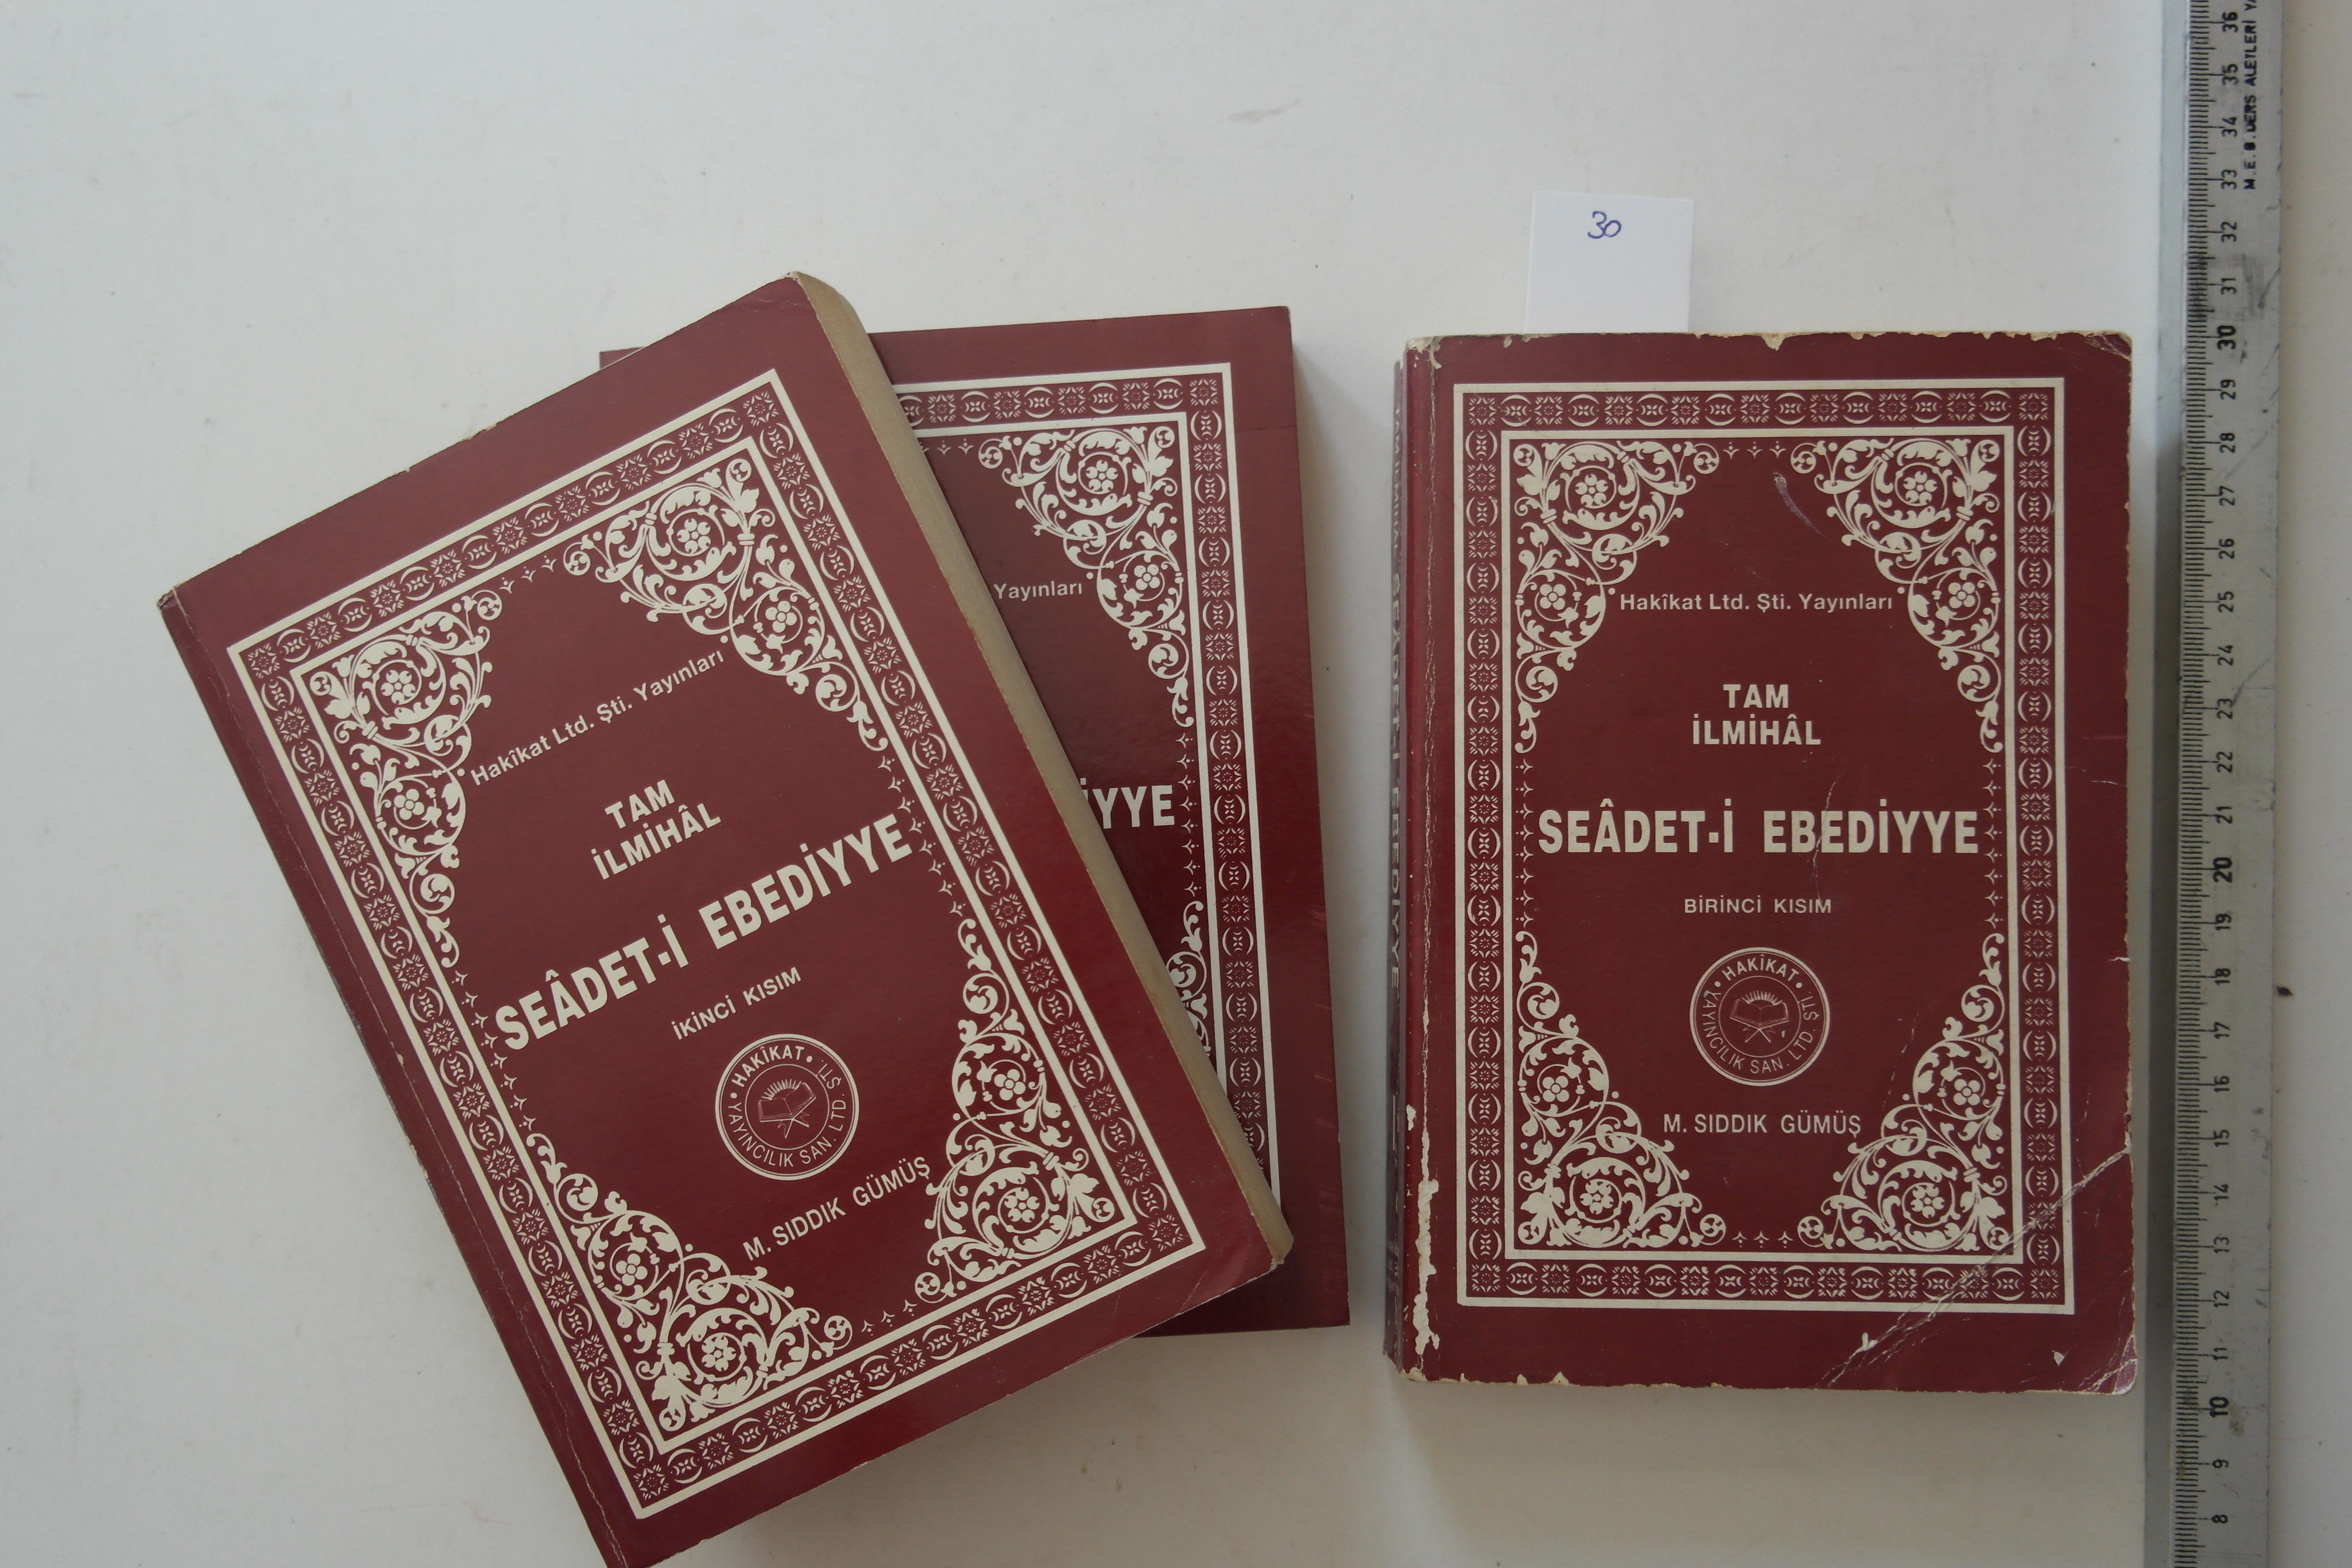 Hakîkat Ltd. Şti. Yayınları
TAM
İLMİHÂL
SEÂDET-İ EBEDİYYE
İKİNCİ KISIM
HAKÎKAT
YAYINCILIK SAN. LTD. ŞTİ.
M. SIDDIK GÜMÜŞ
Yayınları
İYYE
30
Hakîkat Ltd. Şti. Yayınları
TAM
İLMİHÂL
SEÂDET-İ EBEDİYYE
BİRİNCİ KISIM
HAKÎKAT
YAYINCILIK SAN. LTD. ŞTİ.
M. SIDDIK GÜMÜŞ
TAM İLMİHAL SEÂDET-İ EBEDİYYE
M.E.B. DERS ALETLERİ
36
35
34
33
32
31
30
29
28
27
26
25
24
23
22
21
20
19
18
17
16
15
14
13
12
11
10
9
8